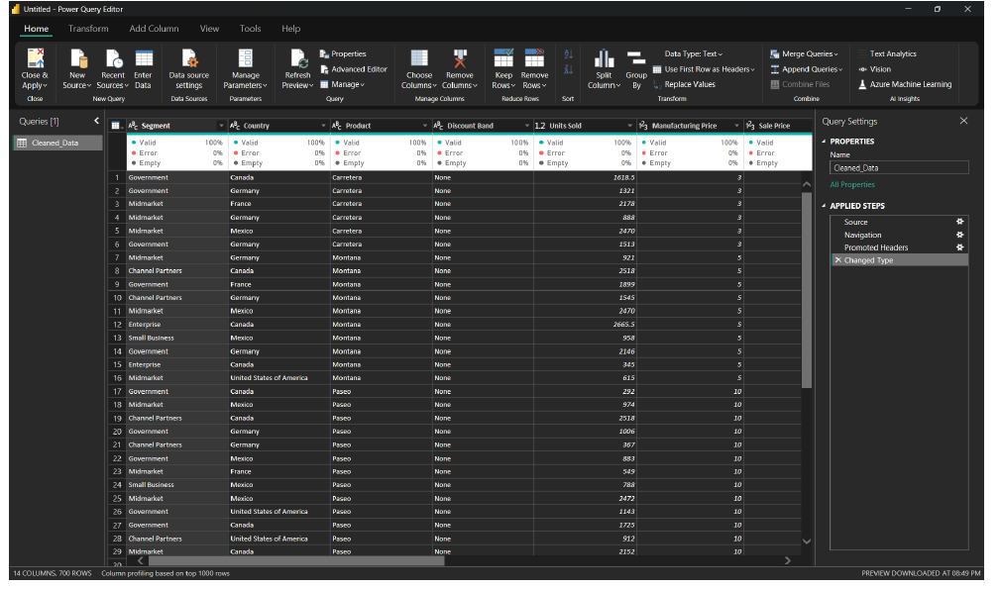 Untitled - Power Query Editor
Home Transform Add Column View Tools Help
Close & Apply
New Source
Recent Sources
Enter Data
Data source settings
Manage Parameters
Refresh Preview
Properties
Advanced Editor
Manage
Choose Columns
Remove Columns
Keep Rows
Remove Rows
Split Column
Group By
Data Type: Text
Use First Row as Headers
Replace Values
Merge Queries
Append Queries
Combine Files
Text Analytics
Vision
Azure Machine Learning
Close New Query Data Sources Parameters Query Manage Columns Reduce Rows Sort Transform Combine AI Insights
Queries [1]
Cleaned_Data
Segment Country Product Discount Band 1.2 Units Sold Manufacturing Price Sale Price
Valid 100% Valid 100% Valid 100% Valid 100% Valid 100% Valid 100% Valid
Error 0% Error 0% Error 0% Error 0% Error 0% Error 0% Error
Empty 0% Empty 0% Empty 0% Empty 0% Empty 0% Empty 0% Empty
1 Government Canada Carretera None 1618.5 3
2 Government Germany Carretera None 1321 3
3 Midmarket France Carretera None 2178 3
4 Midmarket Germany Carretera None 888 3
5 Midmarket Mexico Carretera None 2470 3
6 Government Germany Carretera None 1513 3
7 Midmarket Germany Montana None 921 5
8 Channel Partners Canada Montana None 2518 5
9 Government France Montana None 1899 5
10 Channel Partners Germany Montana None 1545 5
11 Midmarket Mexico Montana None 2470 5
12 Enterprise Canada Montana None 2665.5 5
13 Small Business Mexico Montana None 958 5
14 Government Germany Montana None 2146 5
15 Enterprise Canada Montana None 345 5
16 Midmarket United States of America Montana None 615 5
17 Government Canada Paseo None 292 10
18 Midmarket Mexico Paseo None 974 10
19 Channel Partners Canada Paseo None 2518 10
20 Government Germany Paseo None 1006 10
21 Channel Partners Germany Paseo None 367 10
22 Government Mexico Paseo None 883 10
23 Midmarket France Paseo None 549 10
24 Small Business Mexico Paseo None 788 10
25 Midmarket Mexico Paseo None 2472 10
26 Government United States of America Paseo None 1143 10
27 Government Canada Paseo None 1725 10
28 Channel Partners United States of America Paseo None 912 10
29 Midmarket Canada Paseo None 2152 10
Query Settings
PROPERTIES
Name
Cleaned_Data
All Properties
APPLIED STEPS
Source
Navigation
Promoted Headers
Changed Type
14 COLUMNS, 700 ROWS Column profiling based on top 1000 rows PREVIEW DOWNLOADED AT 08:49 PM